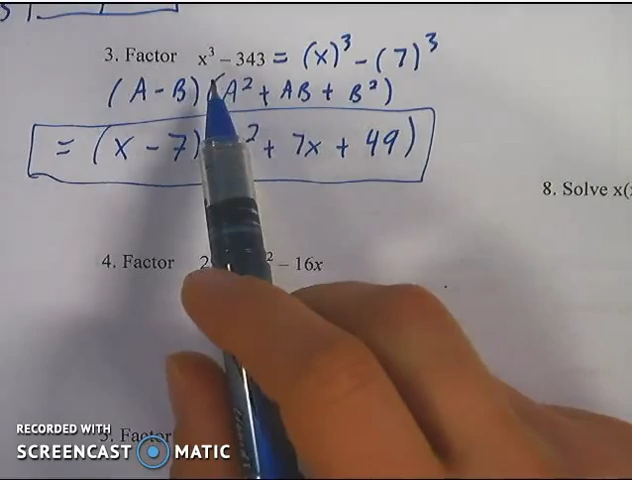 3. Factor x³ – 343 = (x)³ – (7)³
(A – B)(A² + AB + B²)
= (x – 7) ² + 7x + 49)
8. Solve x(
4. Factor 2 ² – 16x
5. Factor
RECORDED WITH
SCREENCAST MATIC